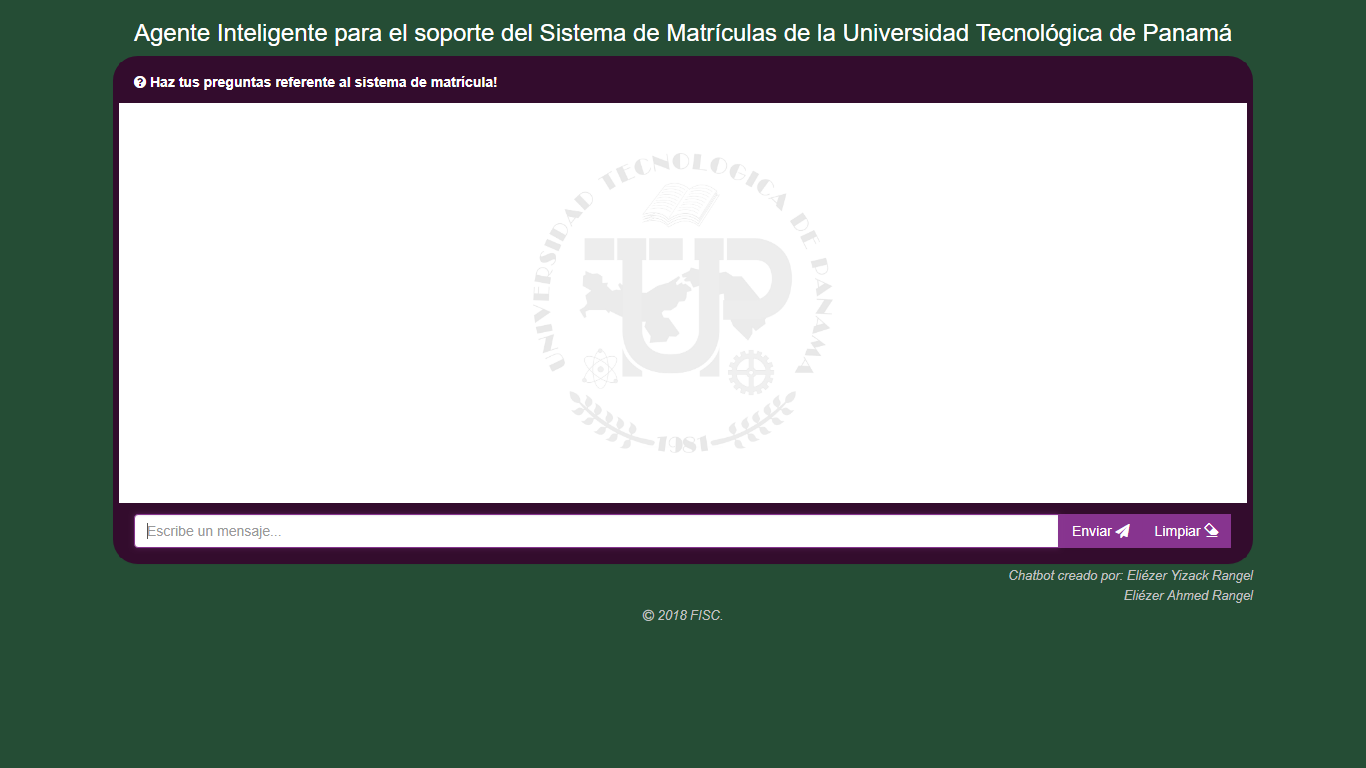 Agente Inteligente para el soporte del Sistema de Matrículas de la Universidad Tecnológica de Panamá
Haz tus preguntas referente al sistema de matrícula!
UNIVERSIDAD TECNOLOGICA DE PANAMA
UTP
1981
Escribe un mensaje...
Enviar
Limpiar
Chatbot creado por: Eliézer Yizack Rangel
Eliézer Ahmed Rangel
© 2018 FISC.